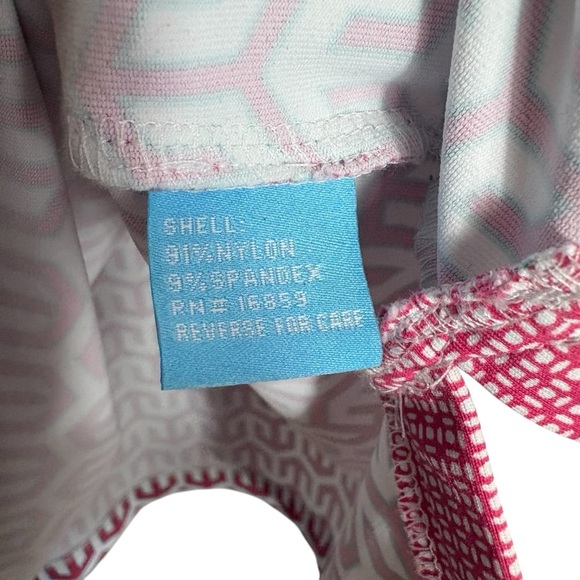 SHELL:
91%NYLON
9%SPANDEX
RN# 16859
REVERSE FOR CARE